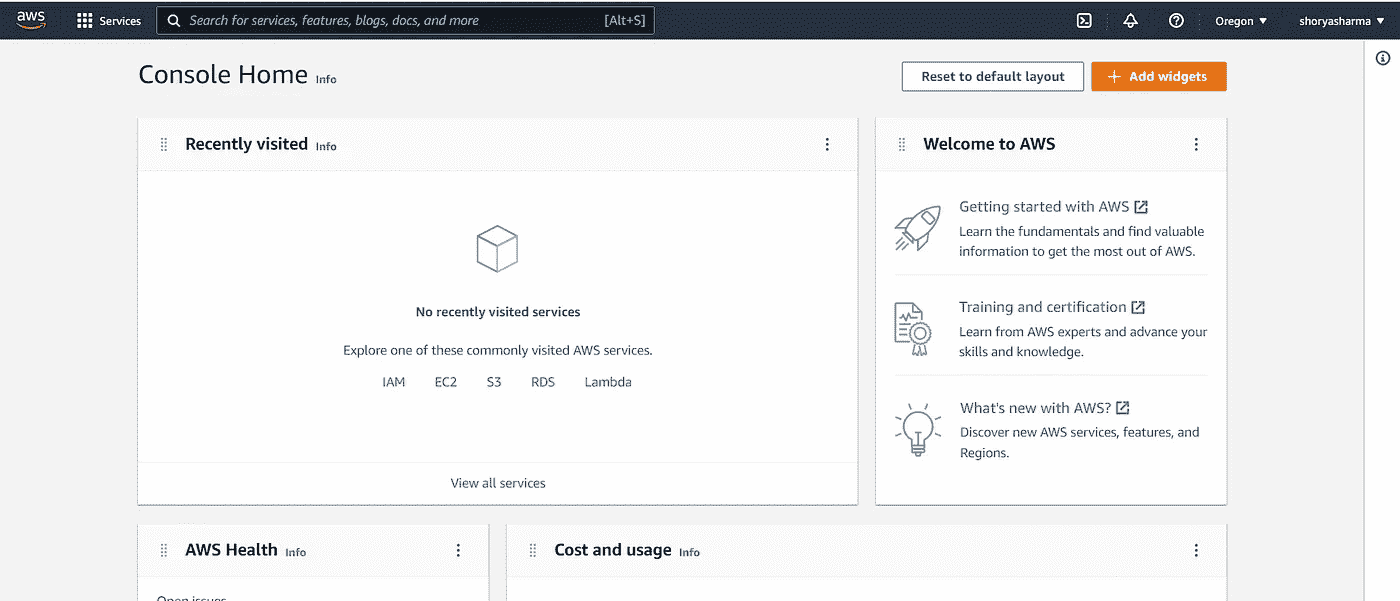 aws
Services
Search for services, features, blogs, docs, and more
[Alt+S]
Oregon
shoryasharma
Console Home Info
Reset to default layout
Add widgets
Recently visited Info
No recently visited services
Explore one of these commonly visited AWS services.
IAM EC2 S3 RDS Lambda
View all services
Welcome to AWS
Getting started with AWS
Learn the fundamentals and find valuable
information to get the most out of AWS.
Training and certification
Learn from AWS experts and advance your
skills and knowledge.
What's new with AWS?
Discover new AWS services, features, and
Regions.
AWS Health Info
Open issues
Cost and usage Info